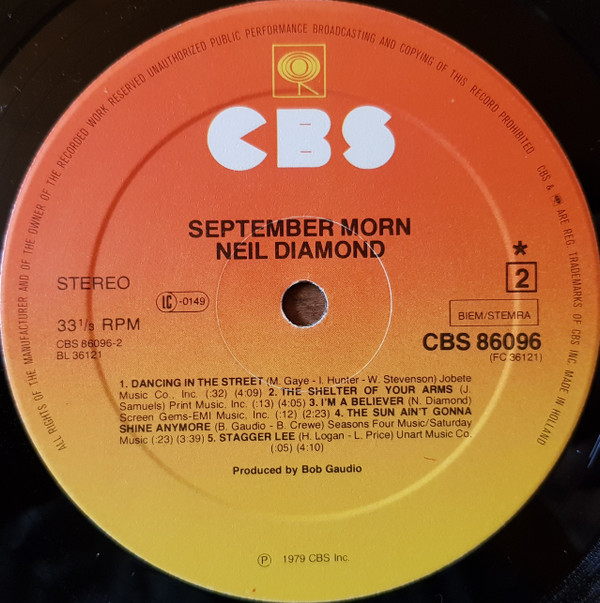 ALL RIGHTS OF THE MANUFACTURER AND OF THE OWNER OF THE RECORDED WORK RESERVED UNAUTHORIZED PUBLIC PERFORMANCE BROADCASTING AND COPYING OF THIS RECORD PROHIBITED CBS & ARE REG. TRADEMARKS OF CBS INC. MADE IN HOLLAND
CBS
SEPTEMBER MORN
NEIL DIAMOND
STEREO
LC -0149
*
2
33 1/3 RPM
BIEM/STEMRA
CBS 86096-2
BL 36121
CBS 86096
(FC 36121)
1. DANCING IN THE STREET (M. Gaye - I. Hunter - W. Stevenson) Jobete
Music Co., Inc. (:32) (4:09) 2. THE SHELTER OF YOUR ARMS (J.
Samuels) Print Music, Inc. (:13) (4:05) 3. I'M A BELIEVER (N. Diamond)
Screen Gems-EMI Music, Inc. (:12) (2:23) 4. THE SUN AIN'T GONNA
SHINE ANYMORE (B. Gaudio - B. Crewe) Seasons Four Music/Saturday
Music (:23) (3:39) 5. STAGGER LEE (H. Logan - L. Price) Unart Music Co.
(:05) (4:10)
Produced by Bob Gaudio
℗ 1979 CBS Inc.